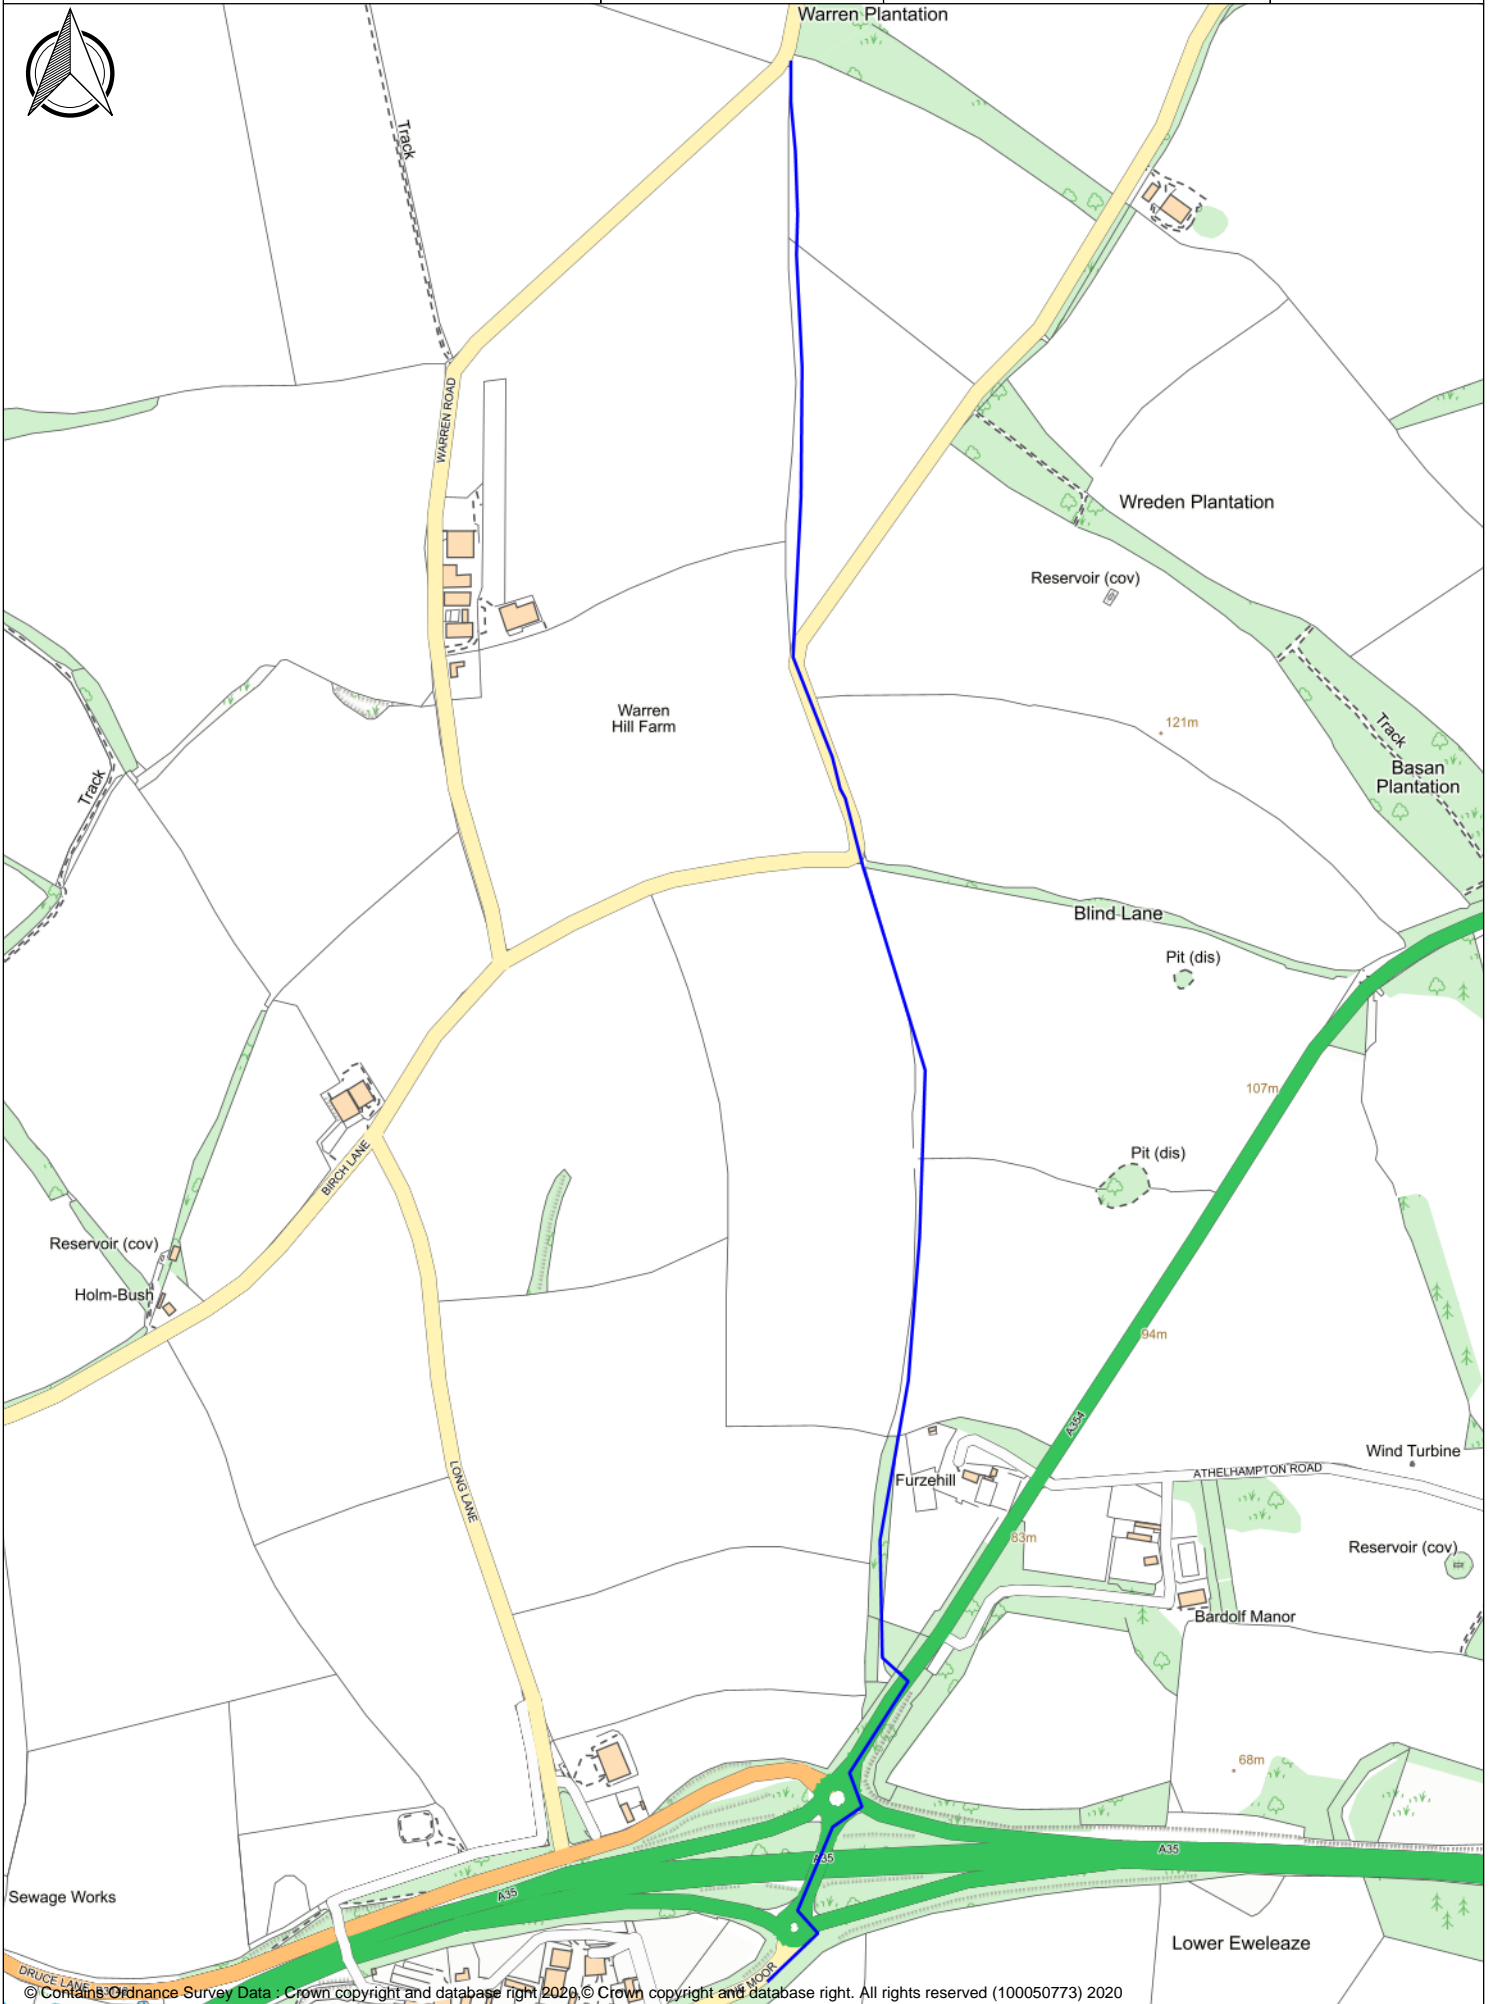 Warren Plantation
Track
WARREN ROAD
Wreden Plantation
Reservoir (cov)
Warren
Hill Farm
121m
Track
Track
Basan
Plantation
Blind Lane
Pit (dis)
107m
BIRCH LANE
Pit (dis)
Reservoir (cov)
Holm-Bush
94m
A354
Wind Turbine
ATHELHAMPTON ROAD
Furzehill
LONG LANE
83m
Reservoir (cov)
Bardolf Manor
68m
A35
A35
A35
Sewage Works
Lower Eweleaze
DRUCE LANE
MOOR
© Contains Ordnance Survey Data : Crown copyright and database right 2020,© Crown copyright and database right. All rights reserved (100050773) 2020